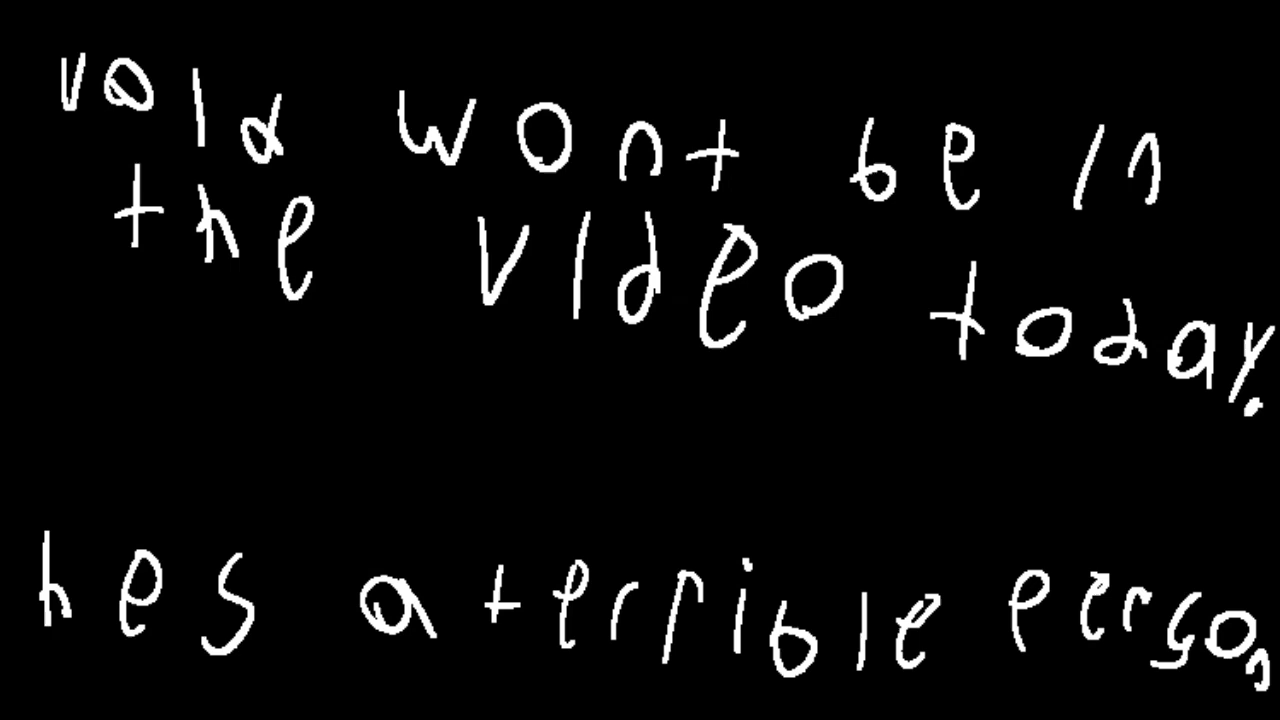 vold wont be in
the video today.
hes a terrible person